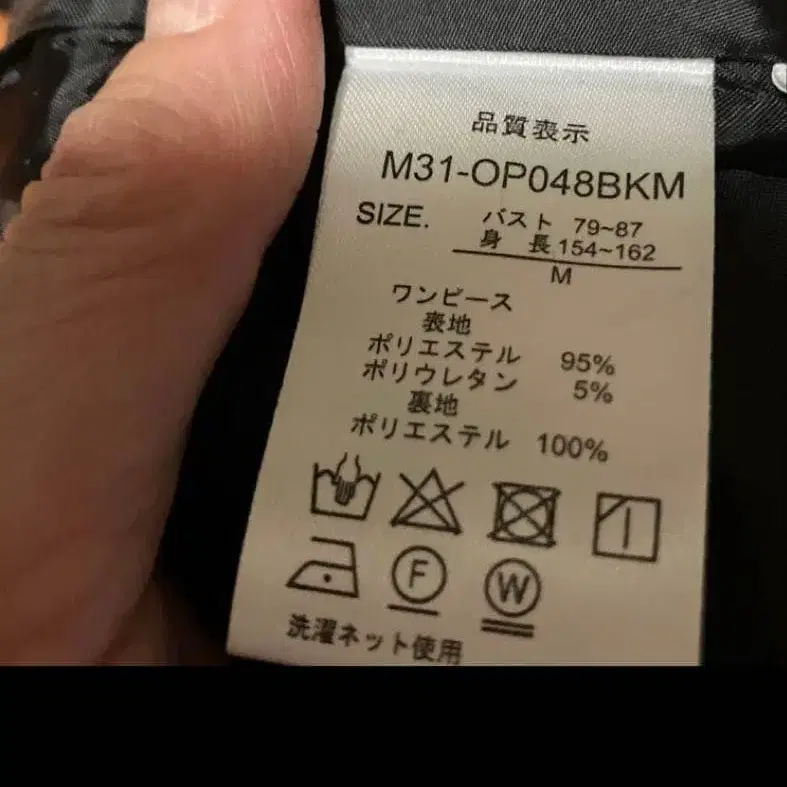 品質表示
M31-OP048BKM
SIZE. バスト 79~87
身 長 154~162
M
ワンピース
表地
ポリエステル 95%
ポリウレタン 5%
裏地
ポリエステル 100%
F W
洗濯ネット使用